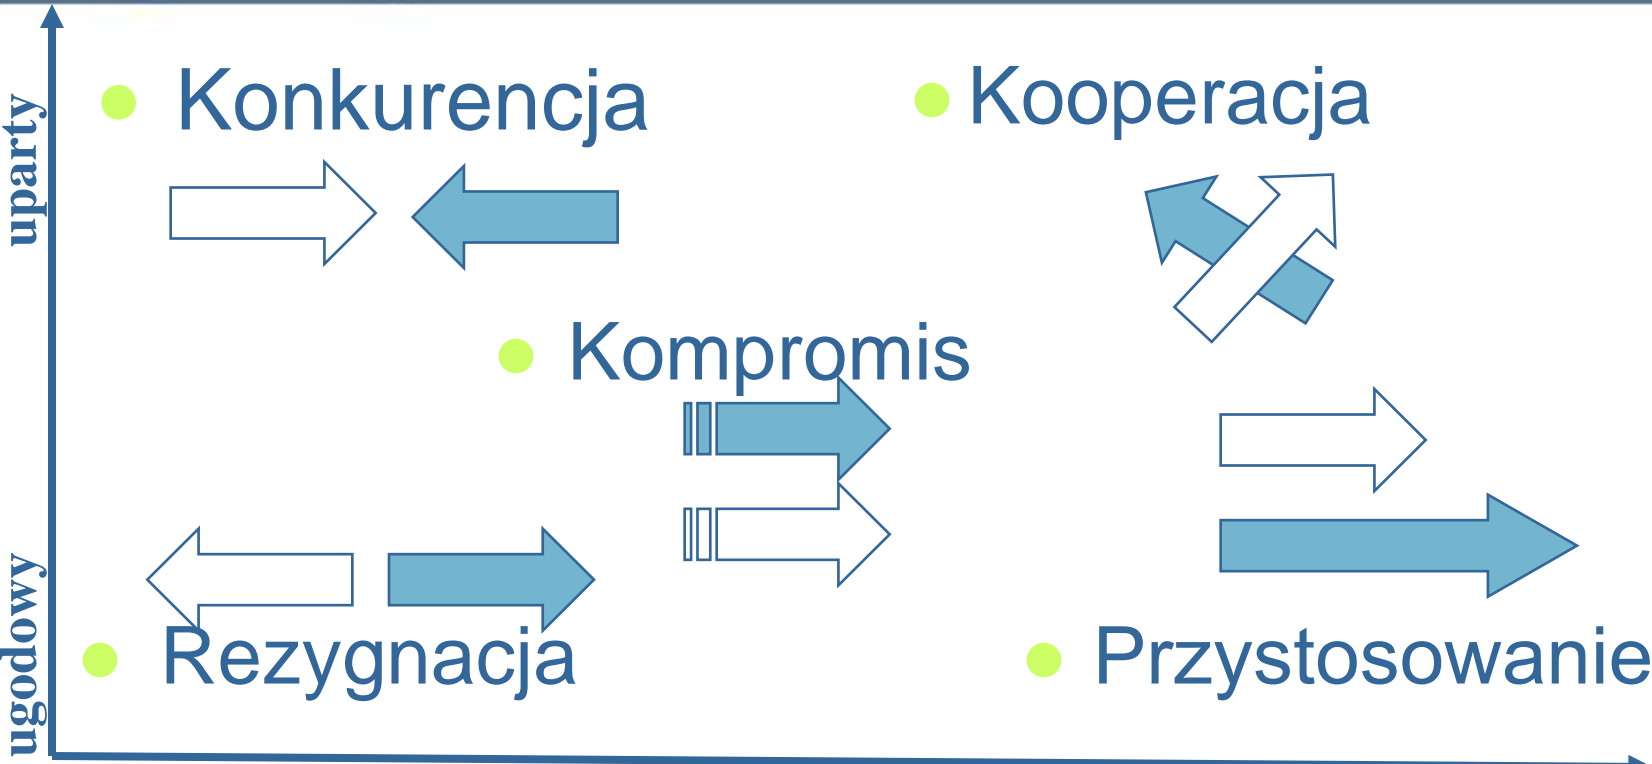 uparty
Konkurencja
Kooperacja
Kompromis
ugodowy
Rezygnacja
Przystosowanie